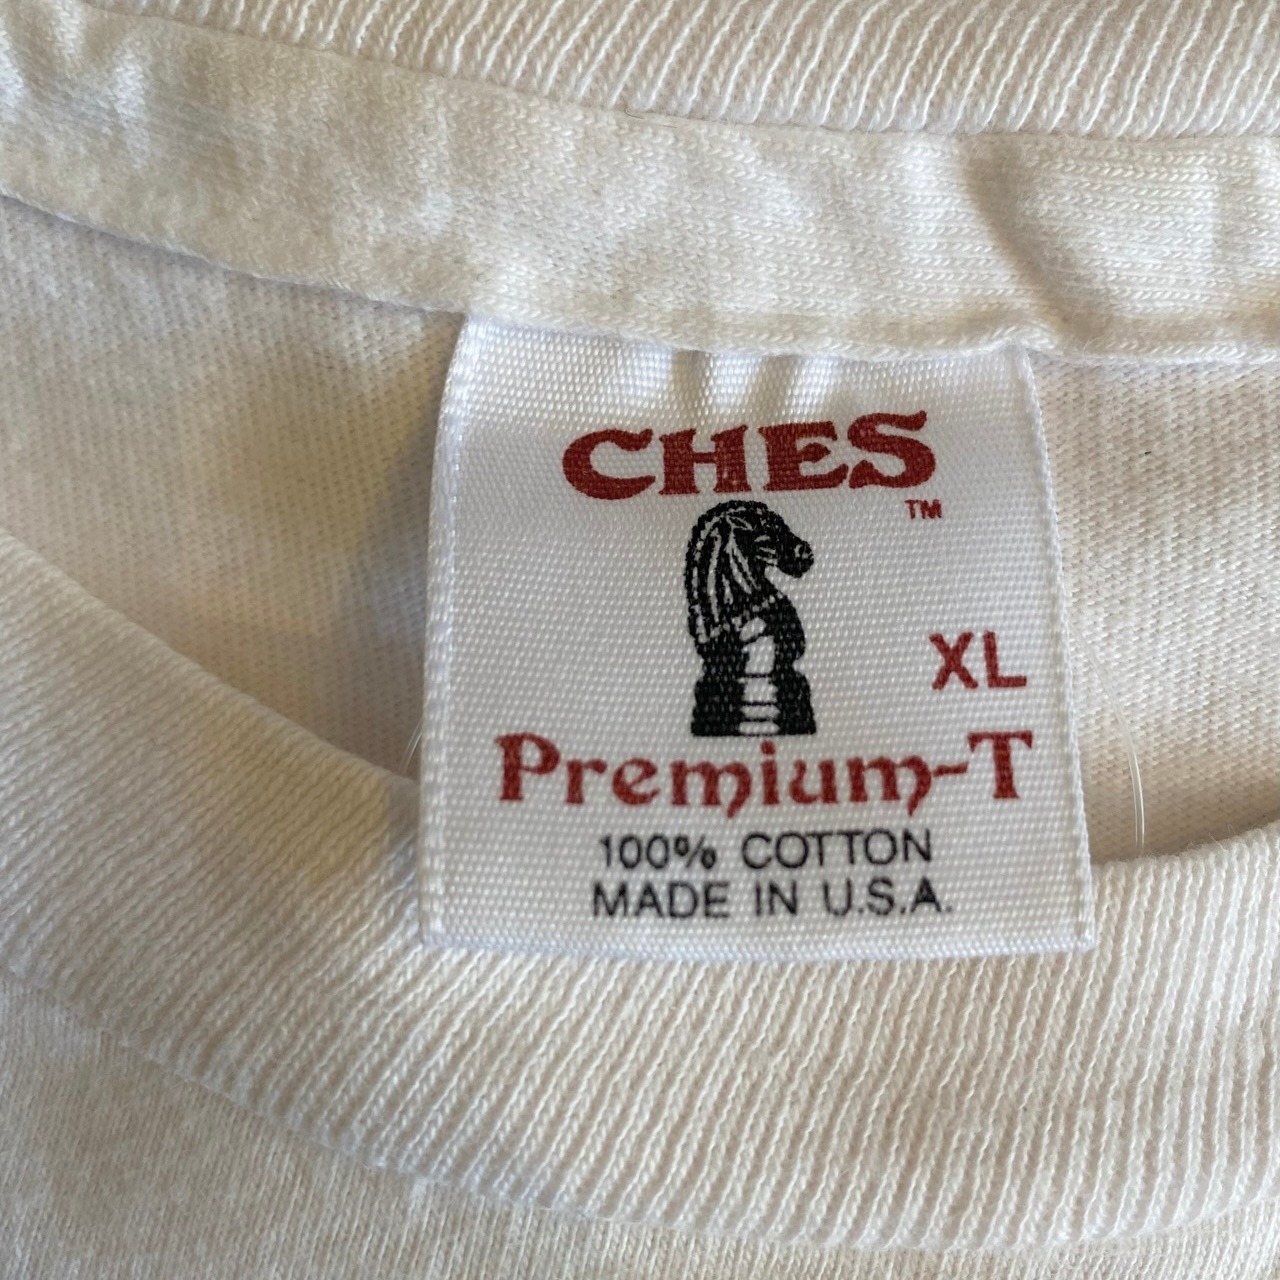 CHES
TM
XL
Premium-T
100% COTTON
MADE IN U.S.A.